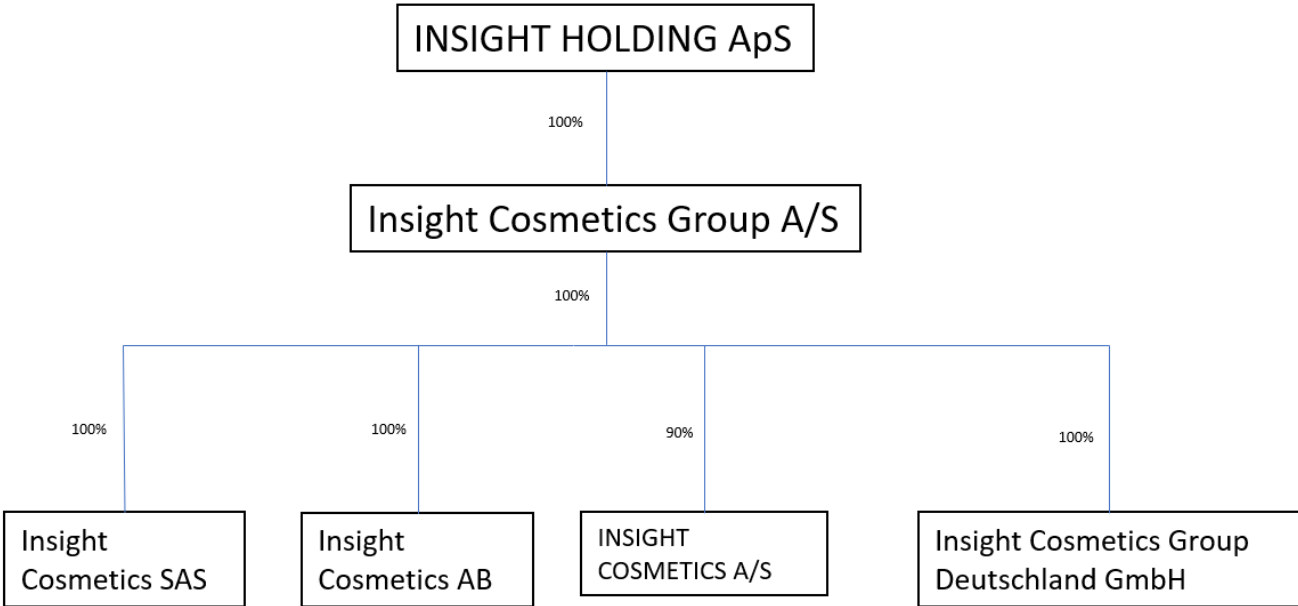 INSIGHT HOLDING ApS
100%
Insight Cosmetics Group A/S
100%
100%
100%
90%
100%
Insight
Cosmetics SAS
Insight
Cosmetics AB
INSIGHT
COSMETICS A/S
Insight Cosmetics Group
Deutschland GmbH